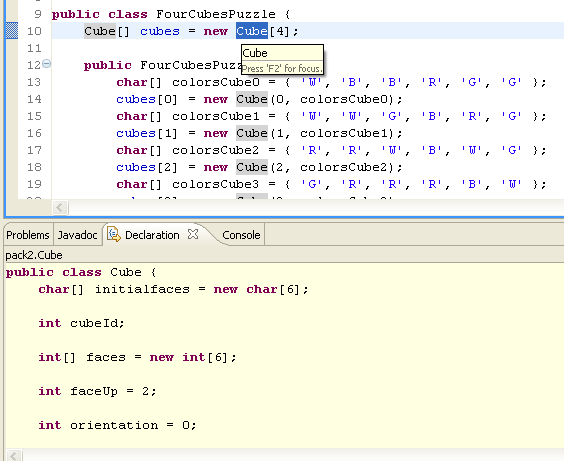 9 public class FourCubesPuzzle {
10 Cube[] cubes = new Cube[4];
11
Cube
Press 'F2' for focus.
12 public FourCubesPuzz
13 char[] colorsCube0 = { 'W', 'B', 'B', 'R', 'G', 'G' };
14 cubes[0] = new Cube(0, colorsCube0);
15 char[] colorsCube1 = { 'W', 'W', 'G', 'B', 'R', 'G' };
16 cubes[1] = new Cube(1, colorsCube1);
17 char[] colorsCube2 = { 'R', 'R', 'W', 'B', 'W', 'G' };
18 cubes[2] = new Cube(2, colorsCube2);
19 char[] colorsCube3 = { 'G', 'R', 'R', 'R', 'B', 'W' };
Problems Javadoc Declaration Console
pack2.Cube
public class Cube {
char[] initialfaces = new char[6];
int cubeId;
int[] faces = new int[6];
int faceUp = 2;
int orientation = 0;